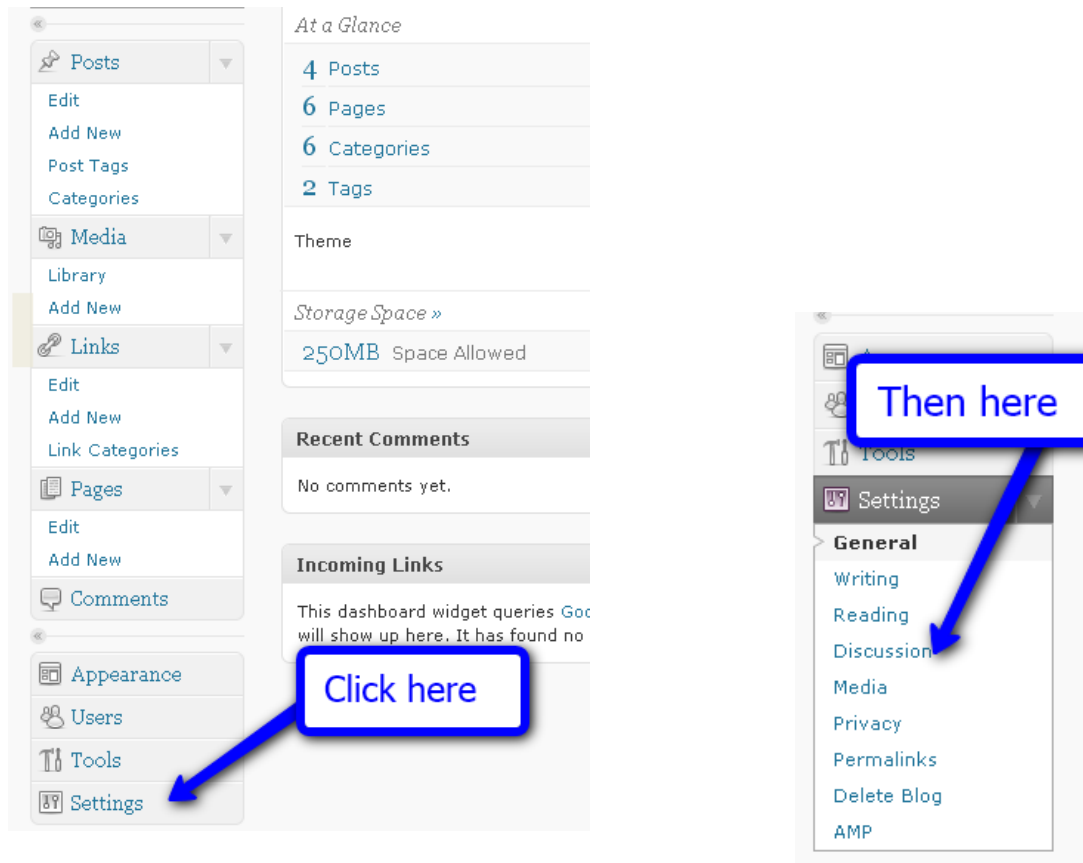 Posts
Edit
Add New
Post Tags
Categories
Media
Library
Add New
Links
Edit
Add New
Link Categories
Pages
Edit
Add New
Comments
Appearance
Users
Tools
Settings
At a Glance
4 Posts
6 Pages
6 Categories
2 Tags
Theme
Storage Space »
250MB Space Allowed
Recent Comments
No comments yet.
Incoming Links
This dashboard widget queries
will show up here. It has found no
Click here
Then here
Tools
Settings
General
Writing
Reading
Discussion
Media
Privacy
Permalinks
Delete Blog
AMP